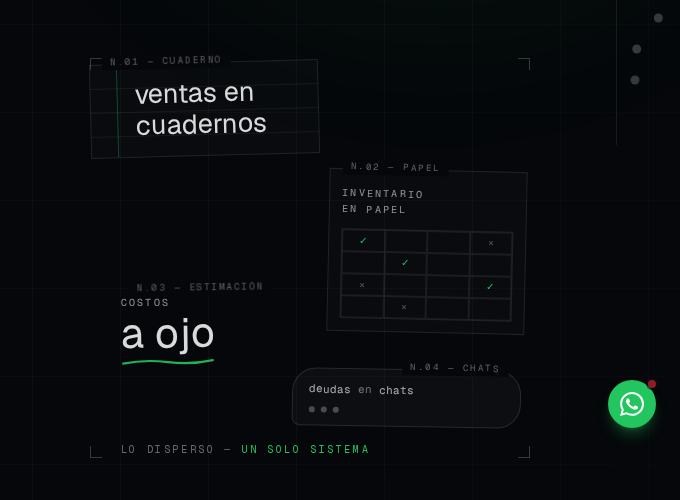 N.01 — CUADERNO
ventas en
cuadernos
N.02 — PAPEL
INVENTARIO
EN PAPEL
✓ ×
✓
× ✓
×
N.03 — ESTIMACIÓN
COSTOS
a ojo
N.04 — CHATS
deudas en chats
LO DISPERSO — UN SOLO SISTEMA